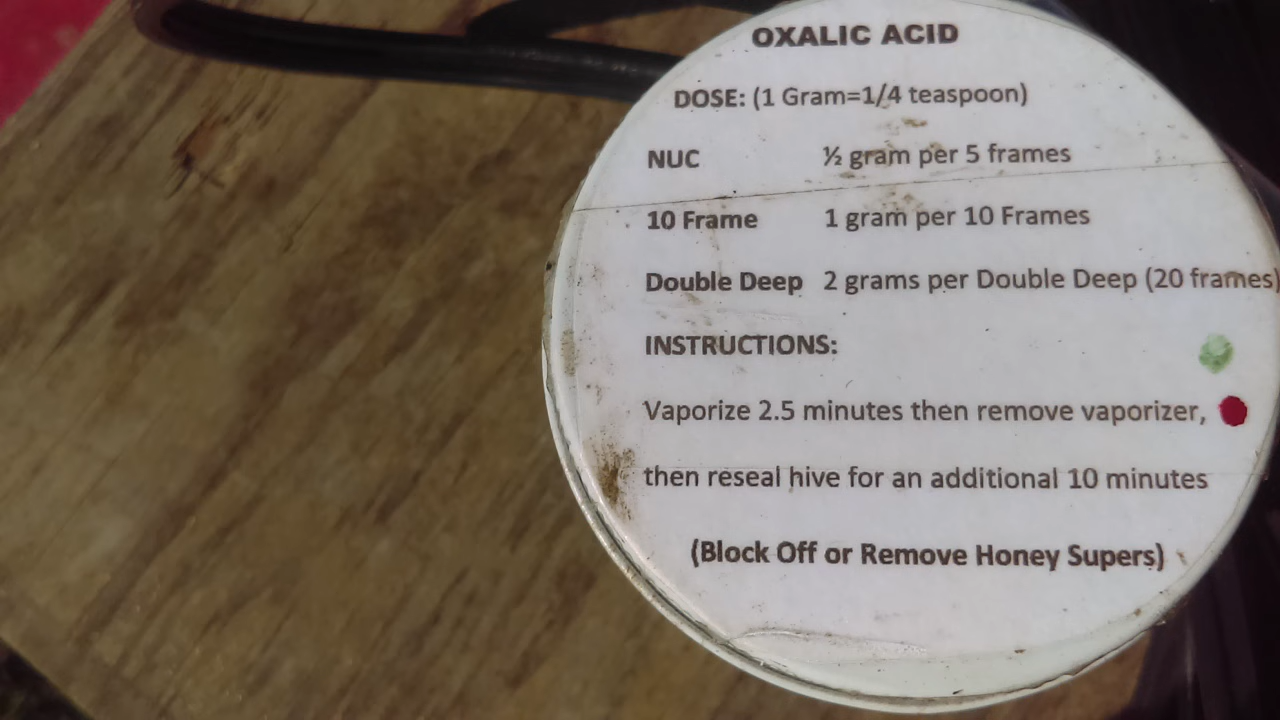 OXALIC ACID
DOSE: (1 Gram=1/4 teaspoon)
NUC ½ gram per 5 frames
10 Frame 1 gram per 10 Frames
Double Deep 2 grams per Double Deep (20 frames)
INSTRUCTIONS:
Vaporize 2.5 minutes then remove vaporizer,
then reseal hive for an additional 10 minutes
(Block Off or Remove Honey Supers)